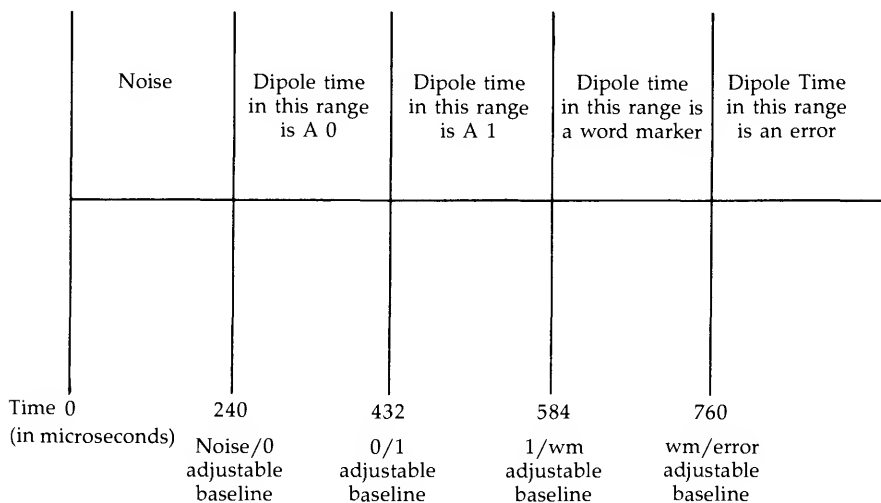 Noise
Dipole time
in this range
is A 0
Dipole time
in this range
is A 1
Dipole time
in this range is
a word marker
Dipole Time
in this range
is an error
Time 0
(in microseconds)
240
Noise/0
adjustable
baseline
432
0/1
adjustable
baseline
584
1/wm
adjustable
baseline
760
wm/error
adjustable
baseline